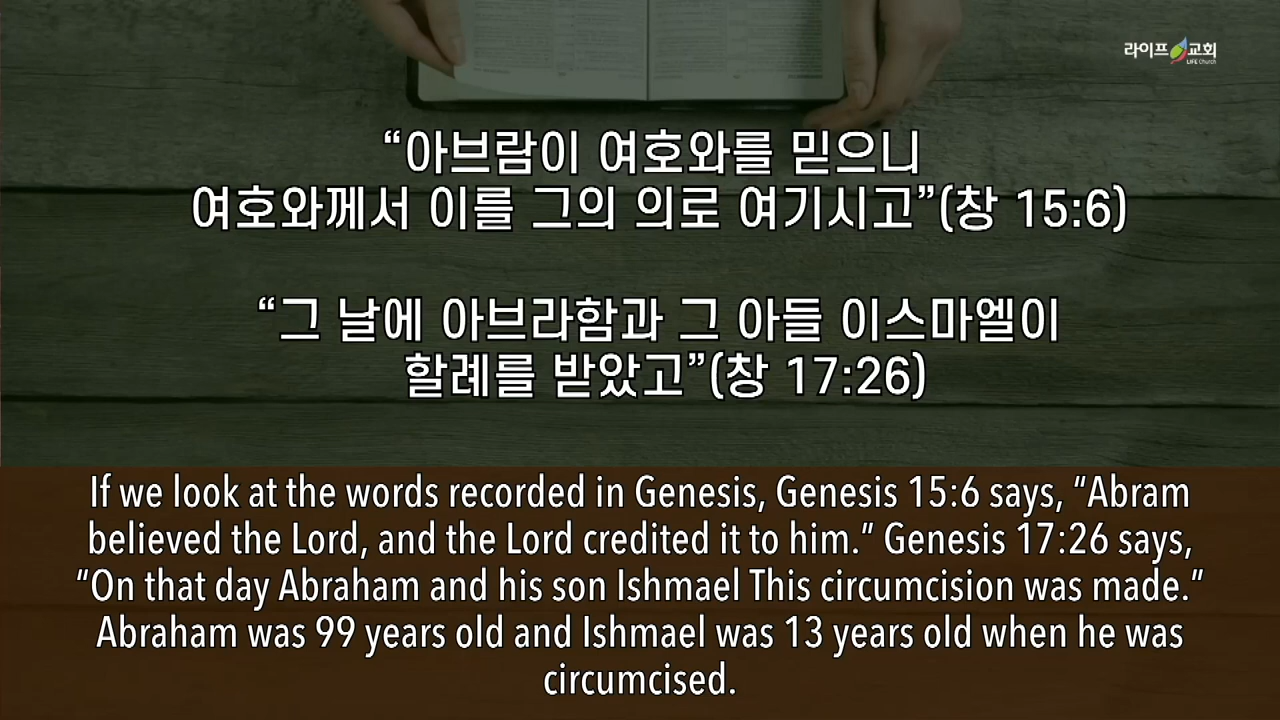 라이프 교회
LIFE Church
“아브람이 여호와를 믿으니
여호와께서 이를 그의 의로 여기시고”(창 15:6)
“그 날에 아브라함과 그 아들 이스마엘이
할례를 받았고”(창 17:26)
If we look at the words recorded in Genesis, Genesis 15:6 says, “Abram
believed the Lord, and the Lord credited it to him.” Genesis 17:26 says,
“On that day Abraham and his son Ishmael This circumcision was made.”
Abraham was 99 years old and Ishmael was 13 years old when he was
circumcised.